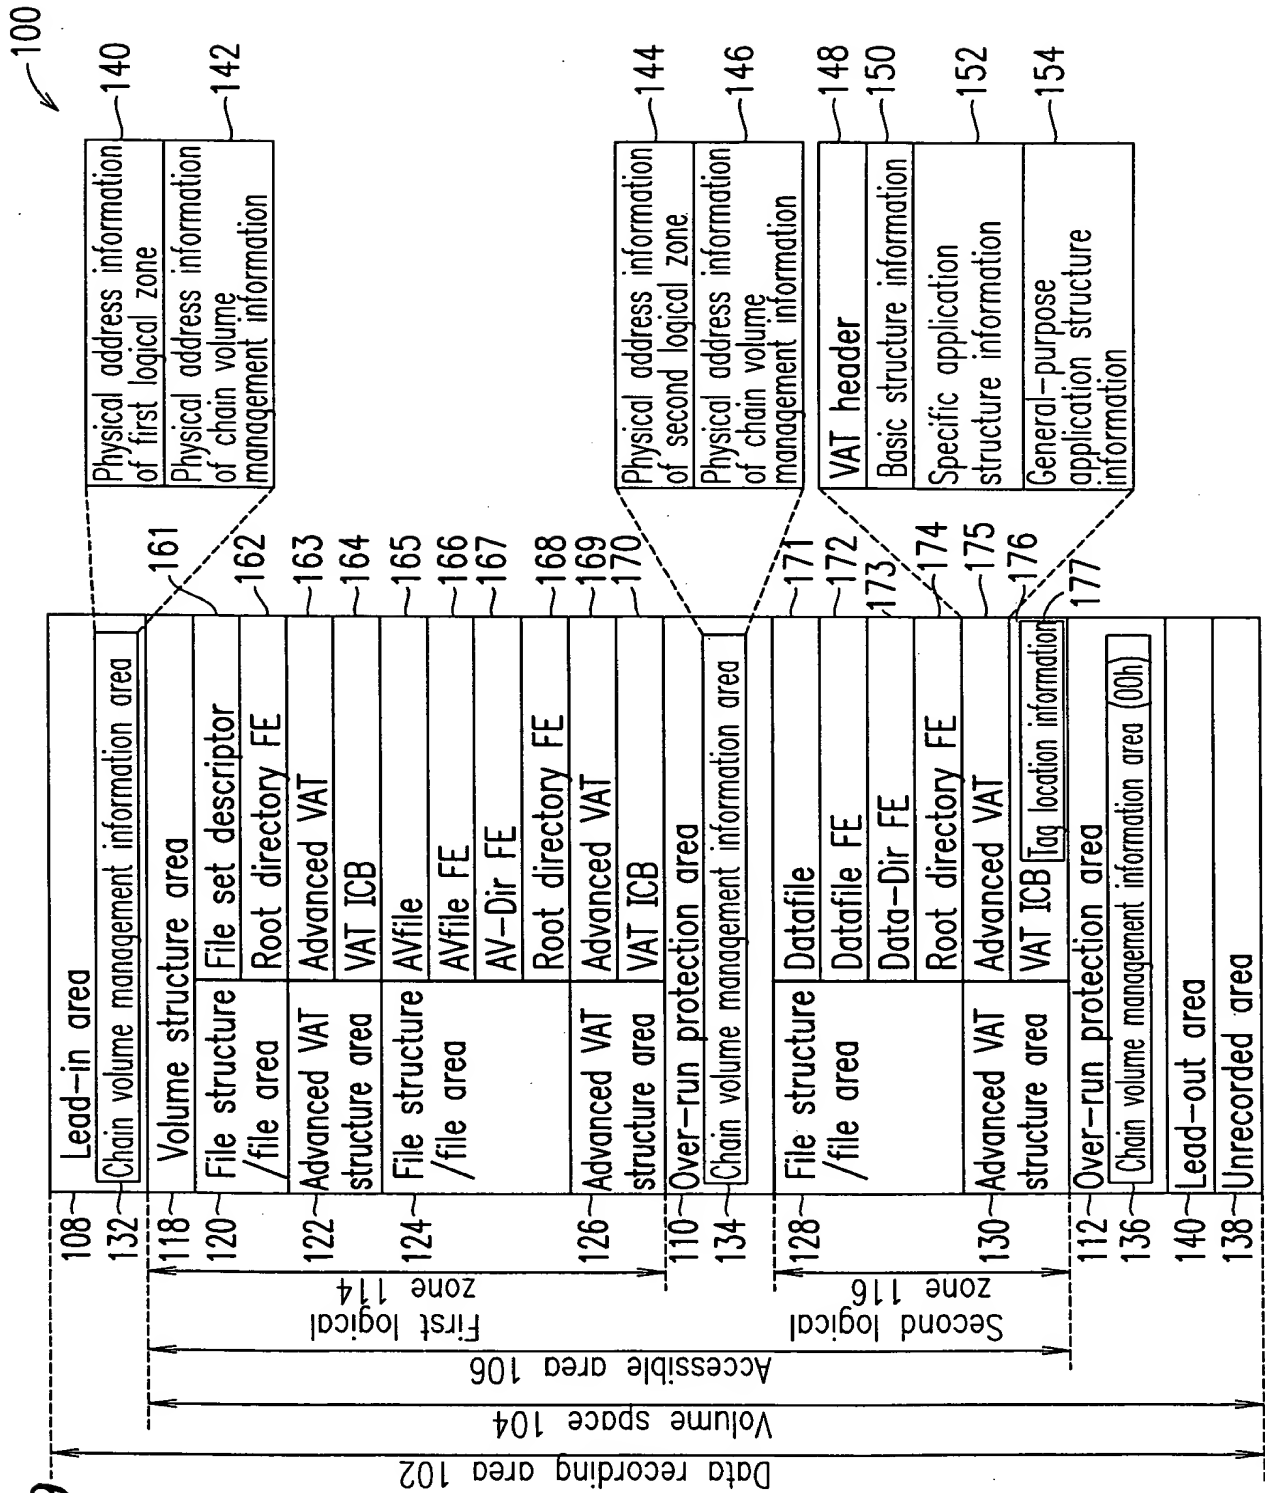 100
Lead-in area
Chain volume management information area
Volume structure area
File structure
/file area
File set descriptor
Root directory FE
Advanced VAT
structure area
Advanced VAT
VAT ICB
File structure
/file area
AVfile
AVfile FE
AV-Dir FE
Root directory FE
Advanced VAT
structure area
Advanced VAT
VAT ICB
Over-run protection area
Chain volume management information area
File structure
/file area
Datafile
Datafile FE
Data-Dir FE
Root directory FE
Advanced VAT
structure area
Advanced VAT
VAT ICB
Tag location information
Over-run protection area
Chain volume management information area (00h)
Lead-out area
Unrecorded area
108
132
118
120
122
124
126
110
134
128
130
112
136
140
138
161
162
163
164
165
166
167
168
169
170
171
172
173
174
175
176
177
Physical address information
of first logical zone
140
Physical address information
of chain volume
management information
142
Physical address information
of second logical zone
144
Physical address information
of chain volume
management information
146
VAT header
148
Basic structure information
150
Specific application
structure information
152
General-purpose
application structure
information
154
First logical
zone 114
Second logical
zone 116
Accessible area 106
Volume space 104
Data recording area 102